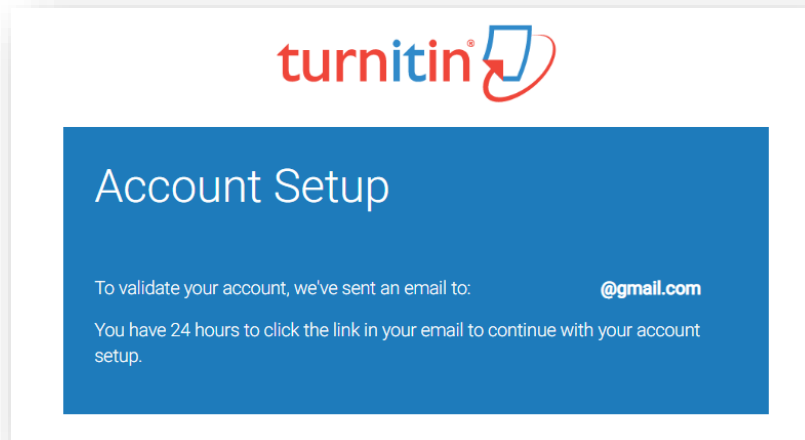 turnitin®
Account Setup
To validate your account, we've sent an email to: @gmail.com
You have 24 hours to click the link in your email to continue with your account
setup.